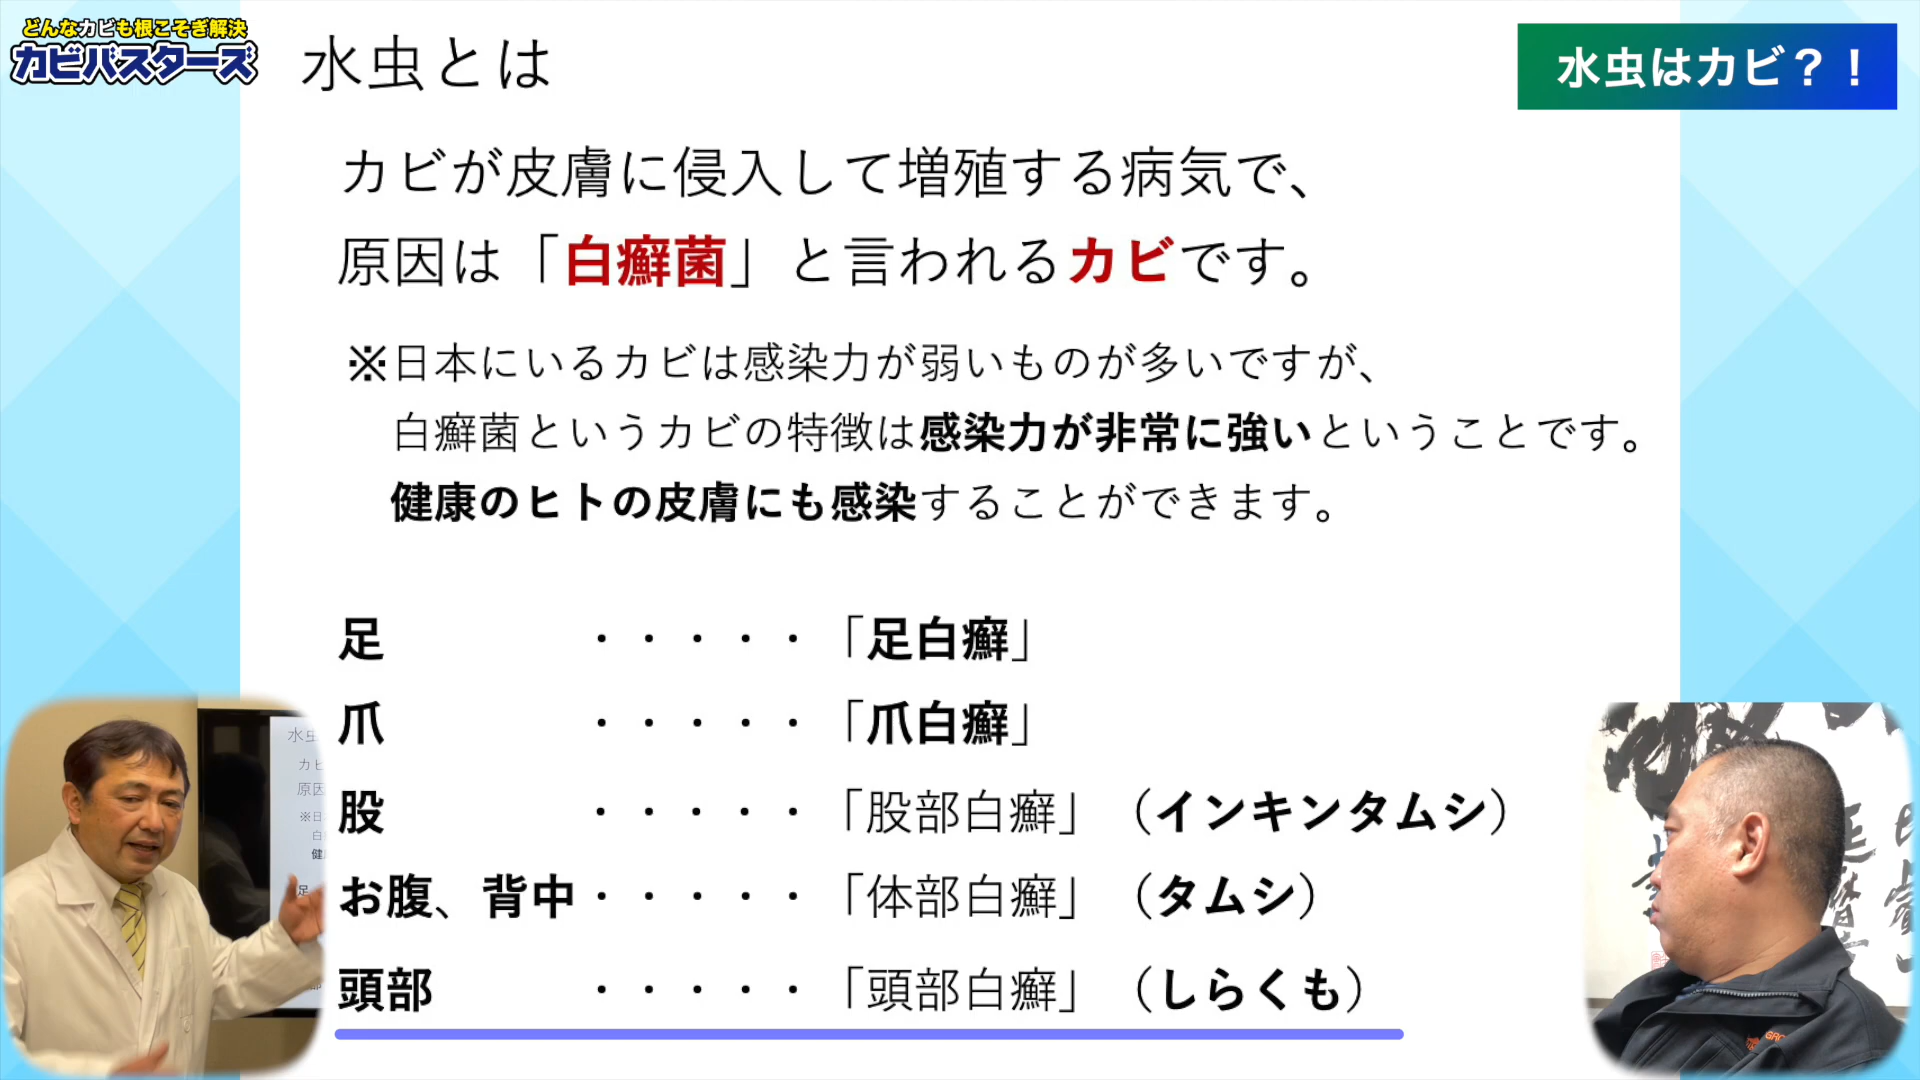 どんなカビも根こそぎ解決
カビバスターズ
水虫とは
水虫はカビ？！
カビが皮膚に侵入して増殖する病気で、
原因は「白癬菌」と言われるカビです。
※日本にいるカビは感染力が弱いものが多いですが、
白癬菌というカビの特徴は感染力が非常に強いということです。
健康のヒトの皮膚にも感染することができます。
足 ・・・・・「足白癬」
爪 ・・・・・「爪白癬」
股 ・・・・・「股部白癬」（インキンタムシ）
お腹、背中・・・・・「体部白癬」（タムシ）
頭部 ・・・・・「頭部白癬」（しらくも）